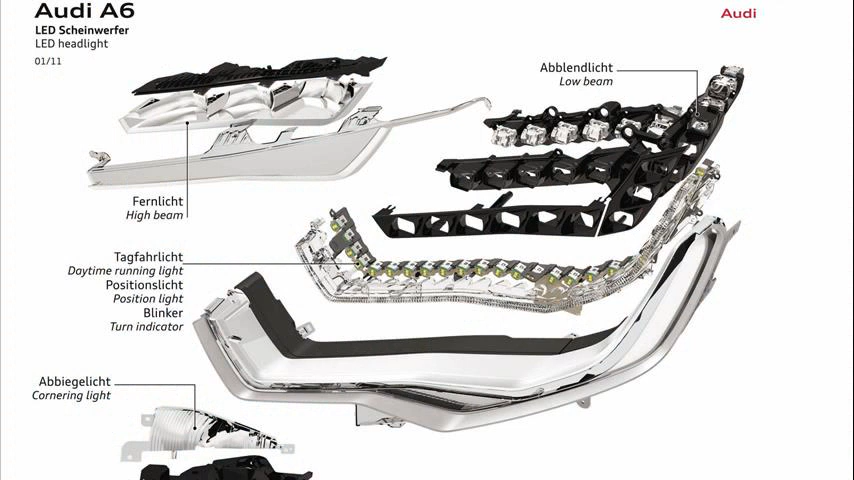 Audi A6
LED Scheinwerfer
LED headlight
01/11
Audi
Abblendlicht
Low beam
Fernlicht
High beam
Tagfahrlicht
Daytime running light
Positionslicht
Position light
Blinker
Turn indicator
Abbiegelicht
Cornering light